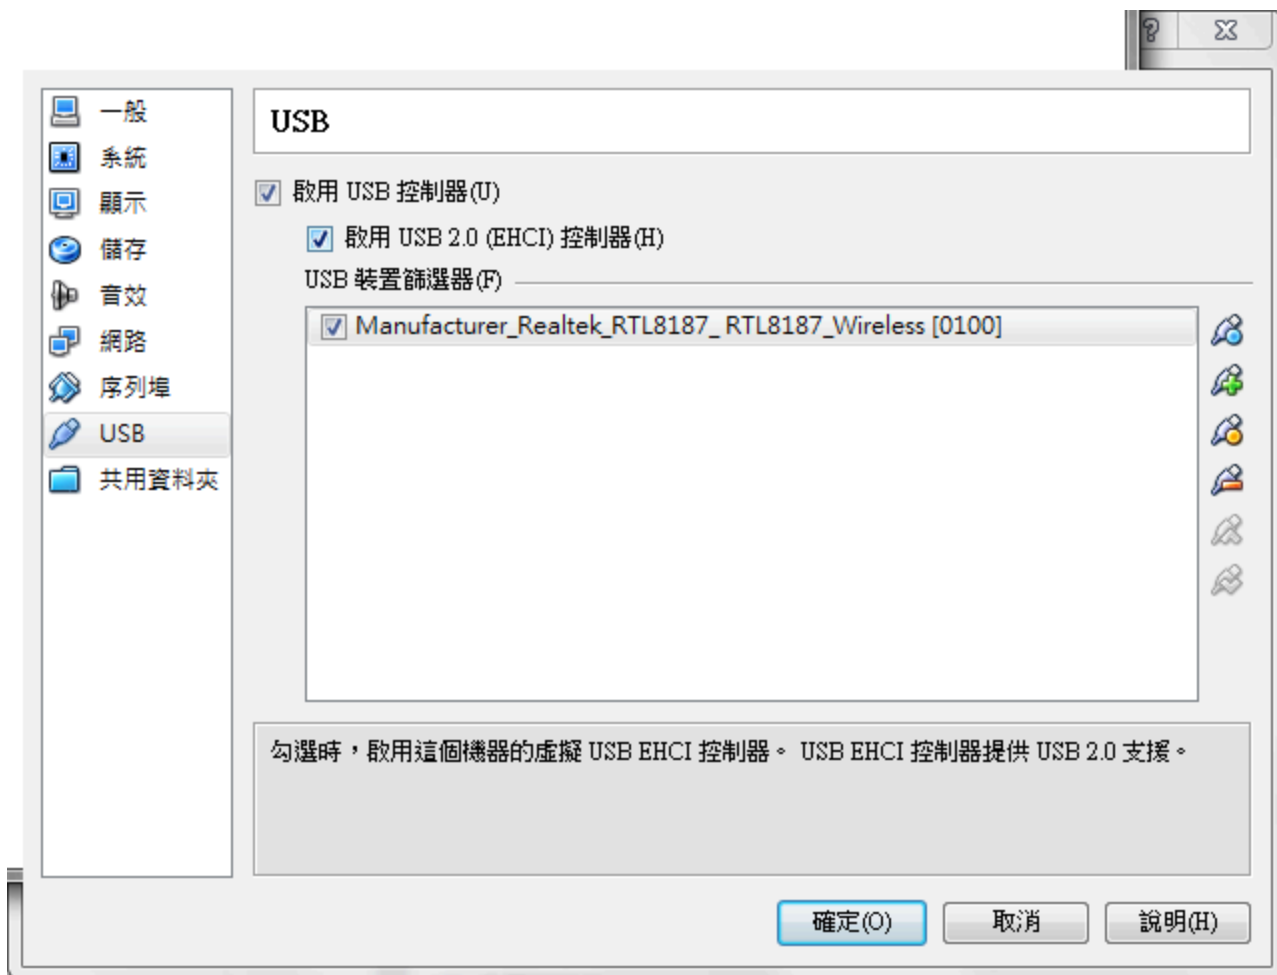 一般
系統
顯示
儲存
音效
網路
序列埠
USB
共用資料夾
USB
啟用 USB 控制器(U)
啟用 USB 2.0 (EHCI) 控制器(H)
USB 裝置篩選器(F)
Manufacturer_Realtek_RTL8187_ RTL8187_Wireless [0100]
勾選時，啟用這個機器的虛擬 USB EHCI 控制器。 USB EHCI 控制器提供 USB 2.0 支援。
確定(O)
取消
說明(H)